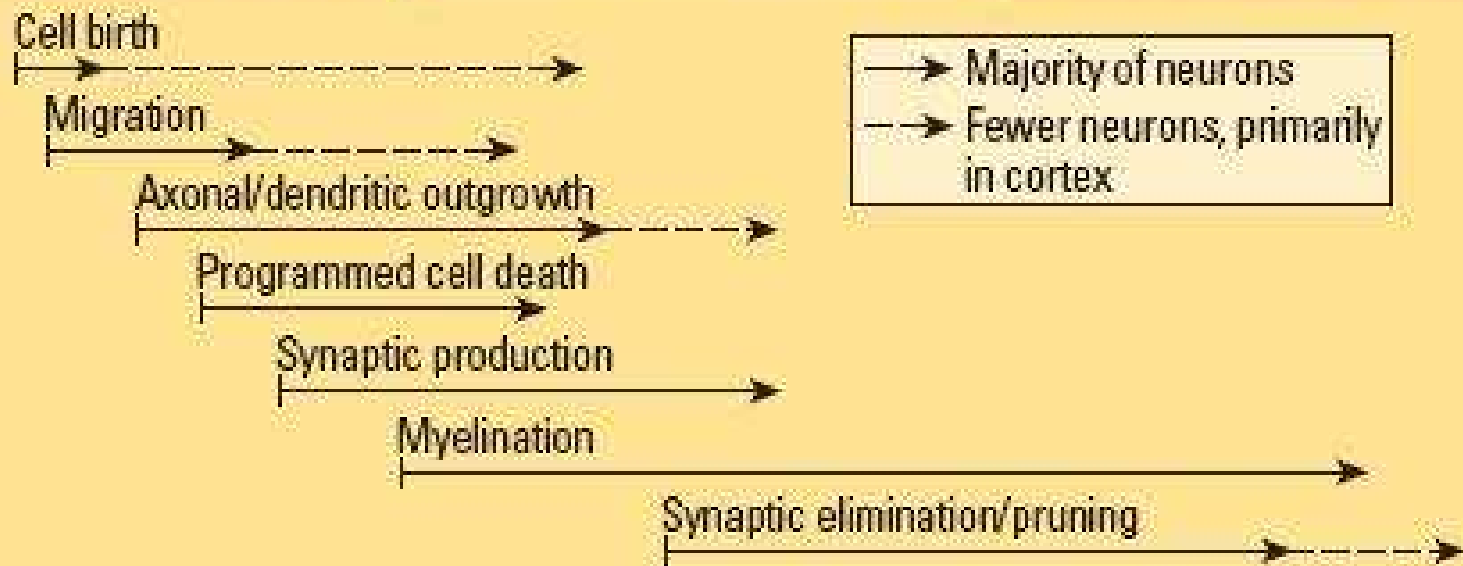 Cell birth
Majority of neurons
Migration
Fewer neurons, primarily
in cortex
Axonal/dendritic outgrowth
Programmed cell death
Synaptic production
Myelination
Synaptic elimination/pruning